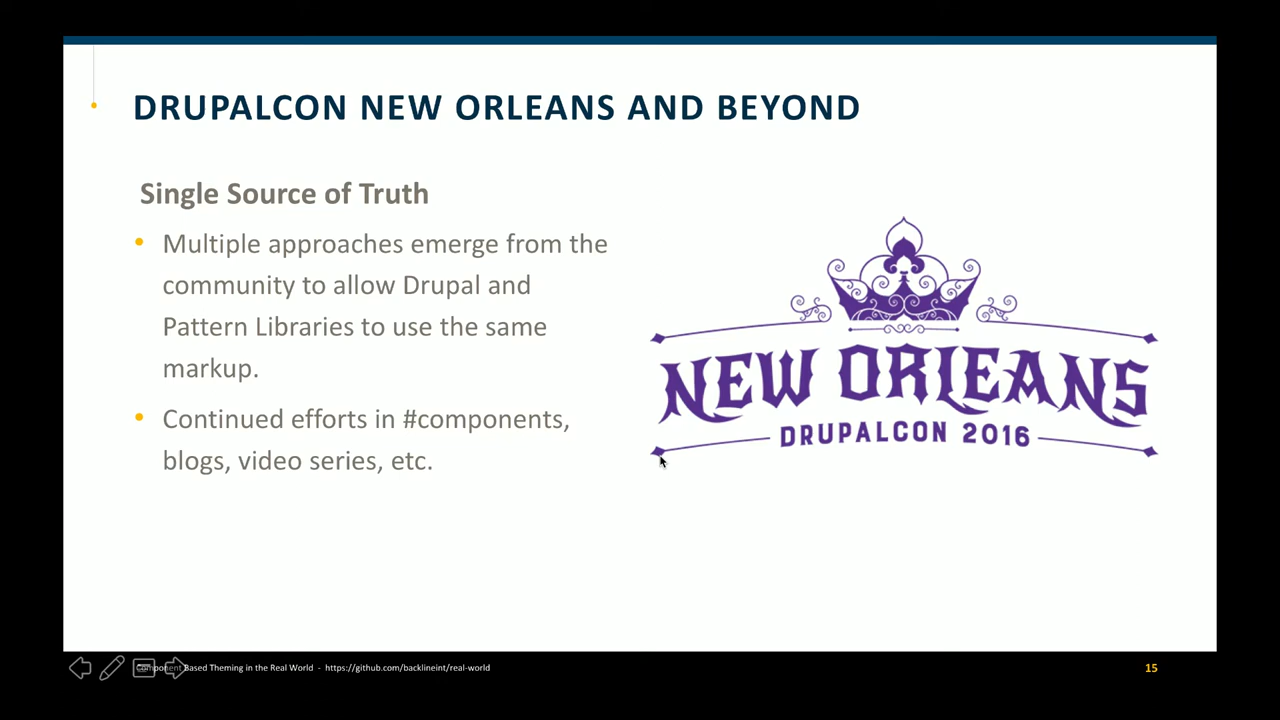 DRUPALCON NEW ORLEANS AND BEYOND
Single Source of Truth
• Multiple approaches emerge from the
community to allow Drupal and
Pattern Libraries to use the same
markup.
• Continued efforts in #components,
blogs, video series, etc.
NEW ORLEANS
DRUPALCON 2016
Component Based Theming in the Real World - https://github.com/backlineint/real-world
15